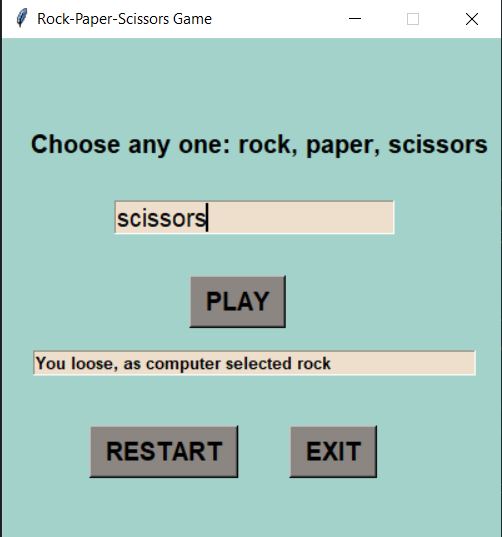 Rock-Paper-Scissors Game
Choose any one: rock, paper, scissors
scissors
PLAY
You loose, as computer selected rock
RESTART EXIT